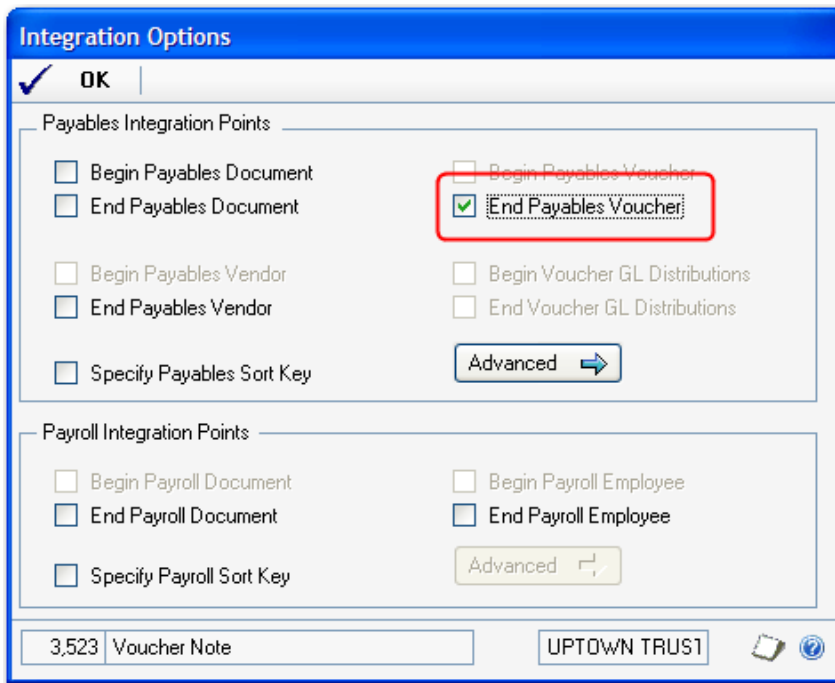 Integration Options
OK
Payables Integration Points
Begin Payables Document
Begin Payables Voucher
End Payables Document
End Payables Voucher
Begin Payables Vendor
Begin Voucher GL Distributions
End Payables Vendor
End Voucher GL Distributions
Specify Payables Sort Key
Advanced
Payroll Integration Points
Begin Payroll Document
Begin Payroll Employee
End Payroll Document
End Payroll Employee
Specify Payroll Sort Key
Advanced
3,523 Voucher Note UPTOWN TRUST